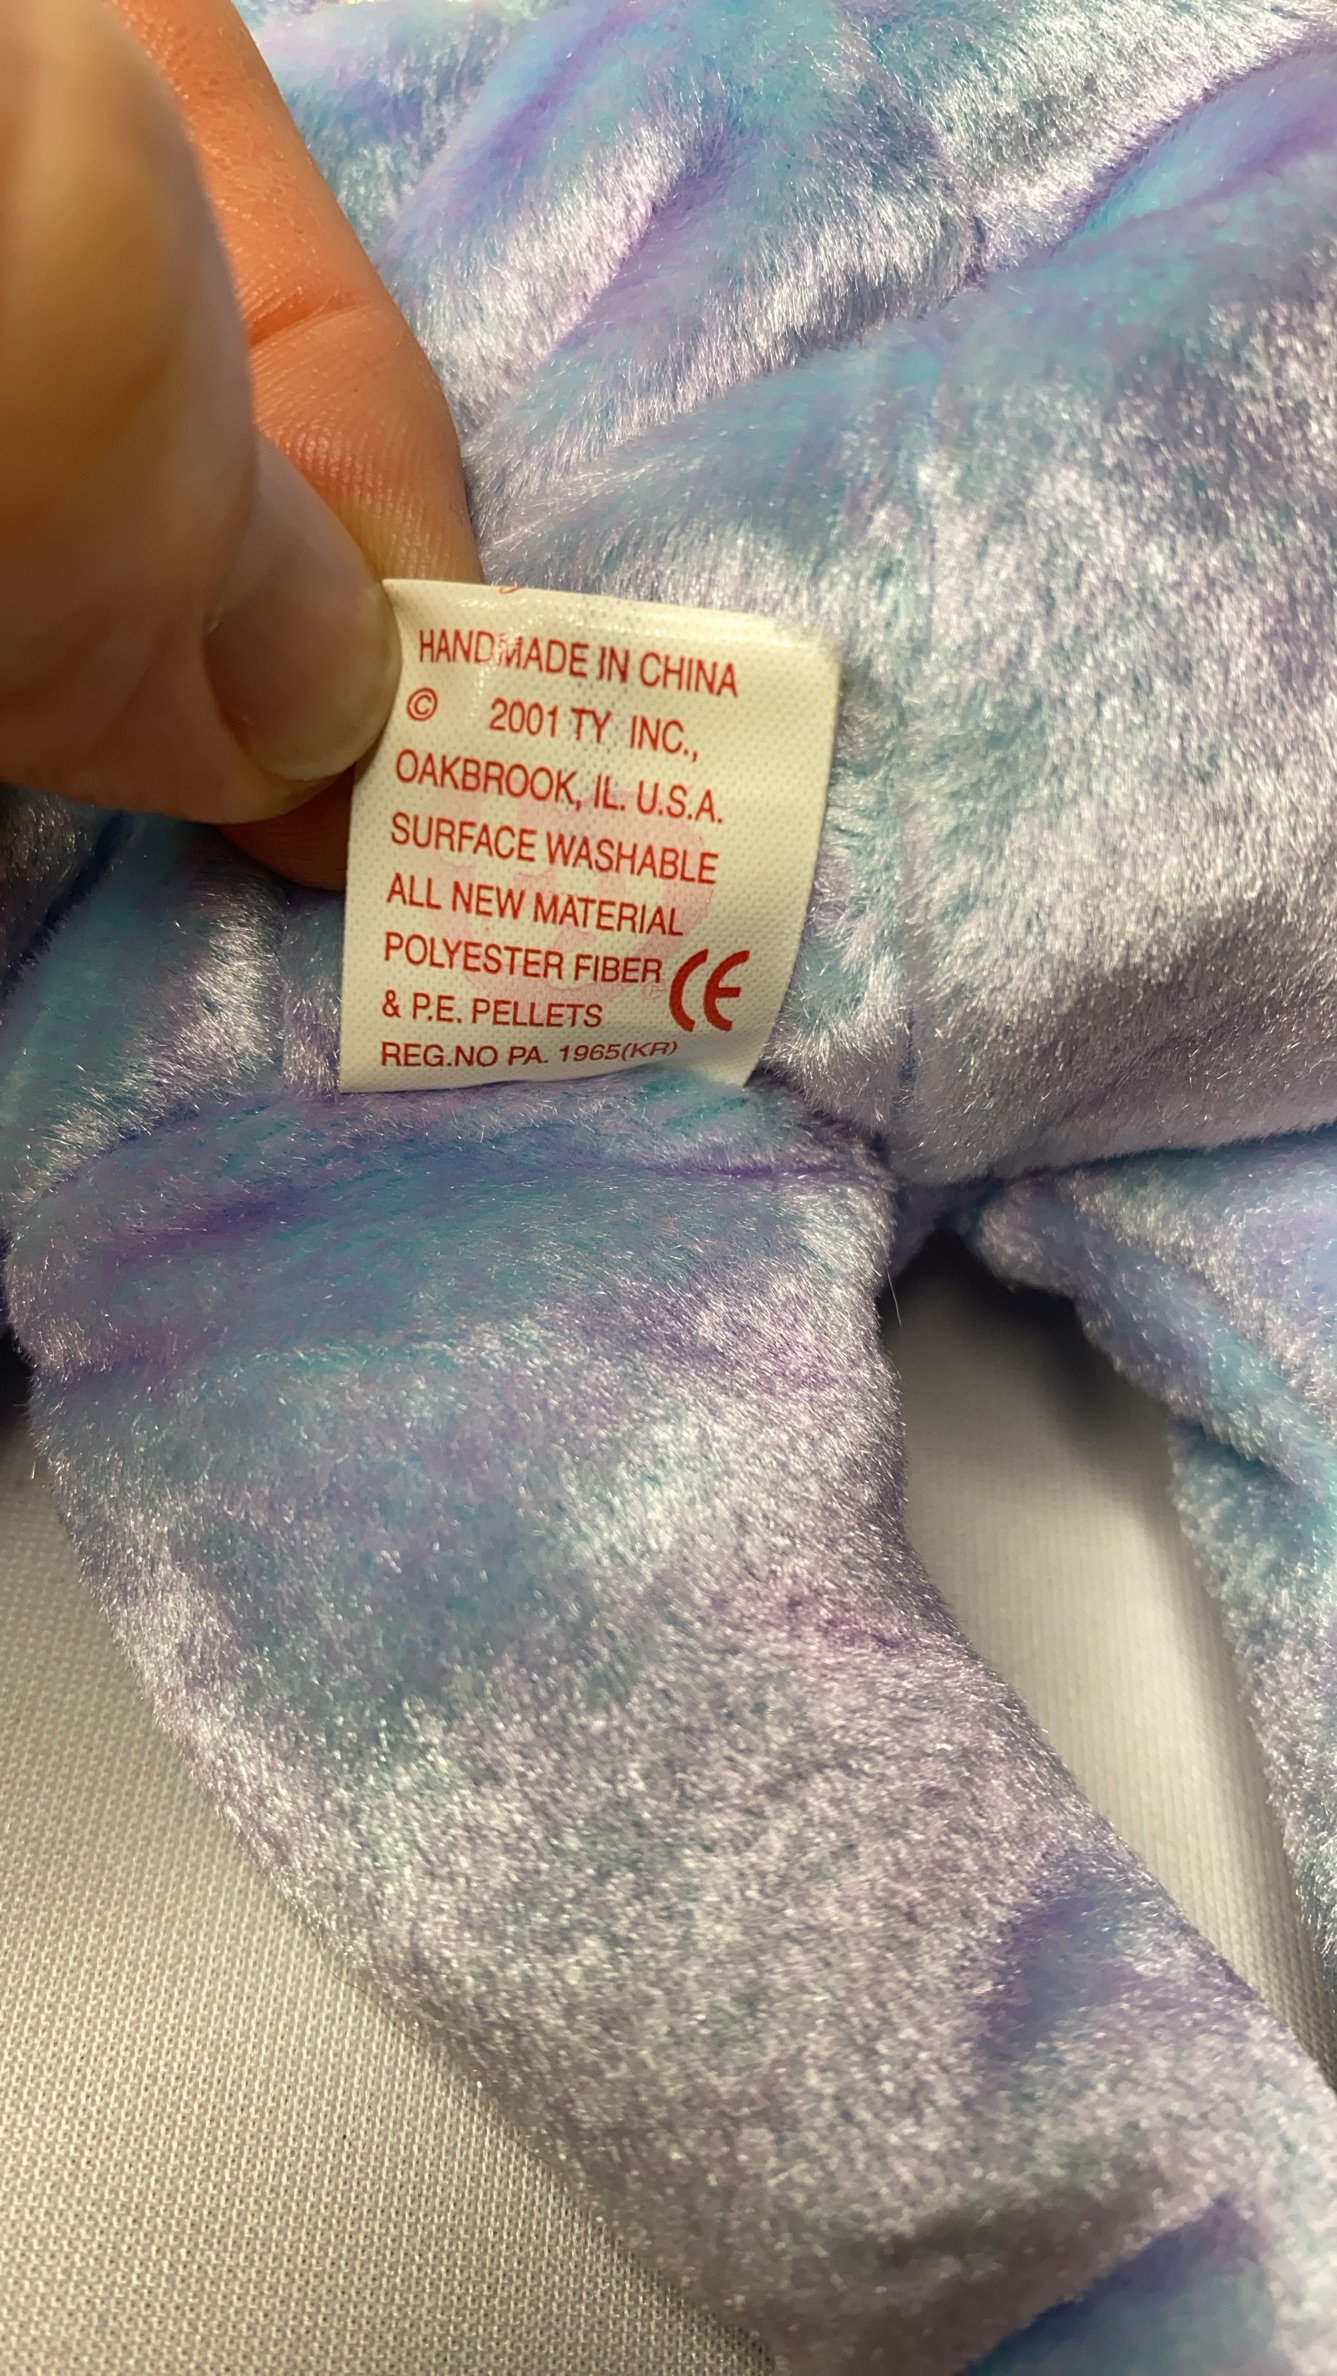 HANDMADE IN CHINA
© 2001 TY INC.,
OAKBROOK, IL. U.S.A.
SURFACE WASHABLE
ALL NEW MATERIAL
POLYESTER FIBER
& P.E. PELLETS CE
REG.NO PA. 1965(KR)